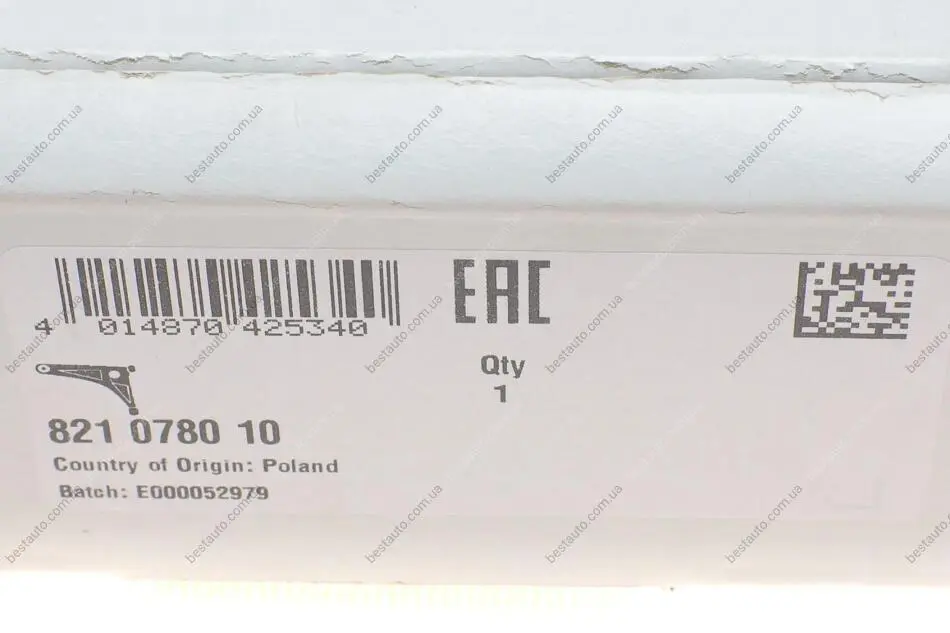 4 014870 425340
EAC
Qty
1
821 0780 10
Country of Origin: Poland
Batch: E000052979
bestauto.com.ua